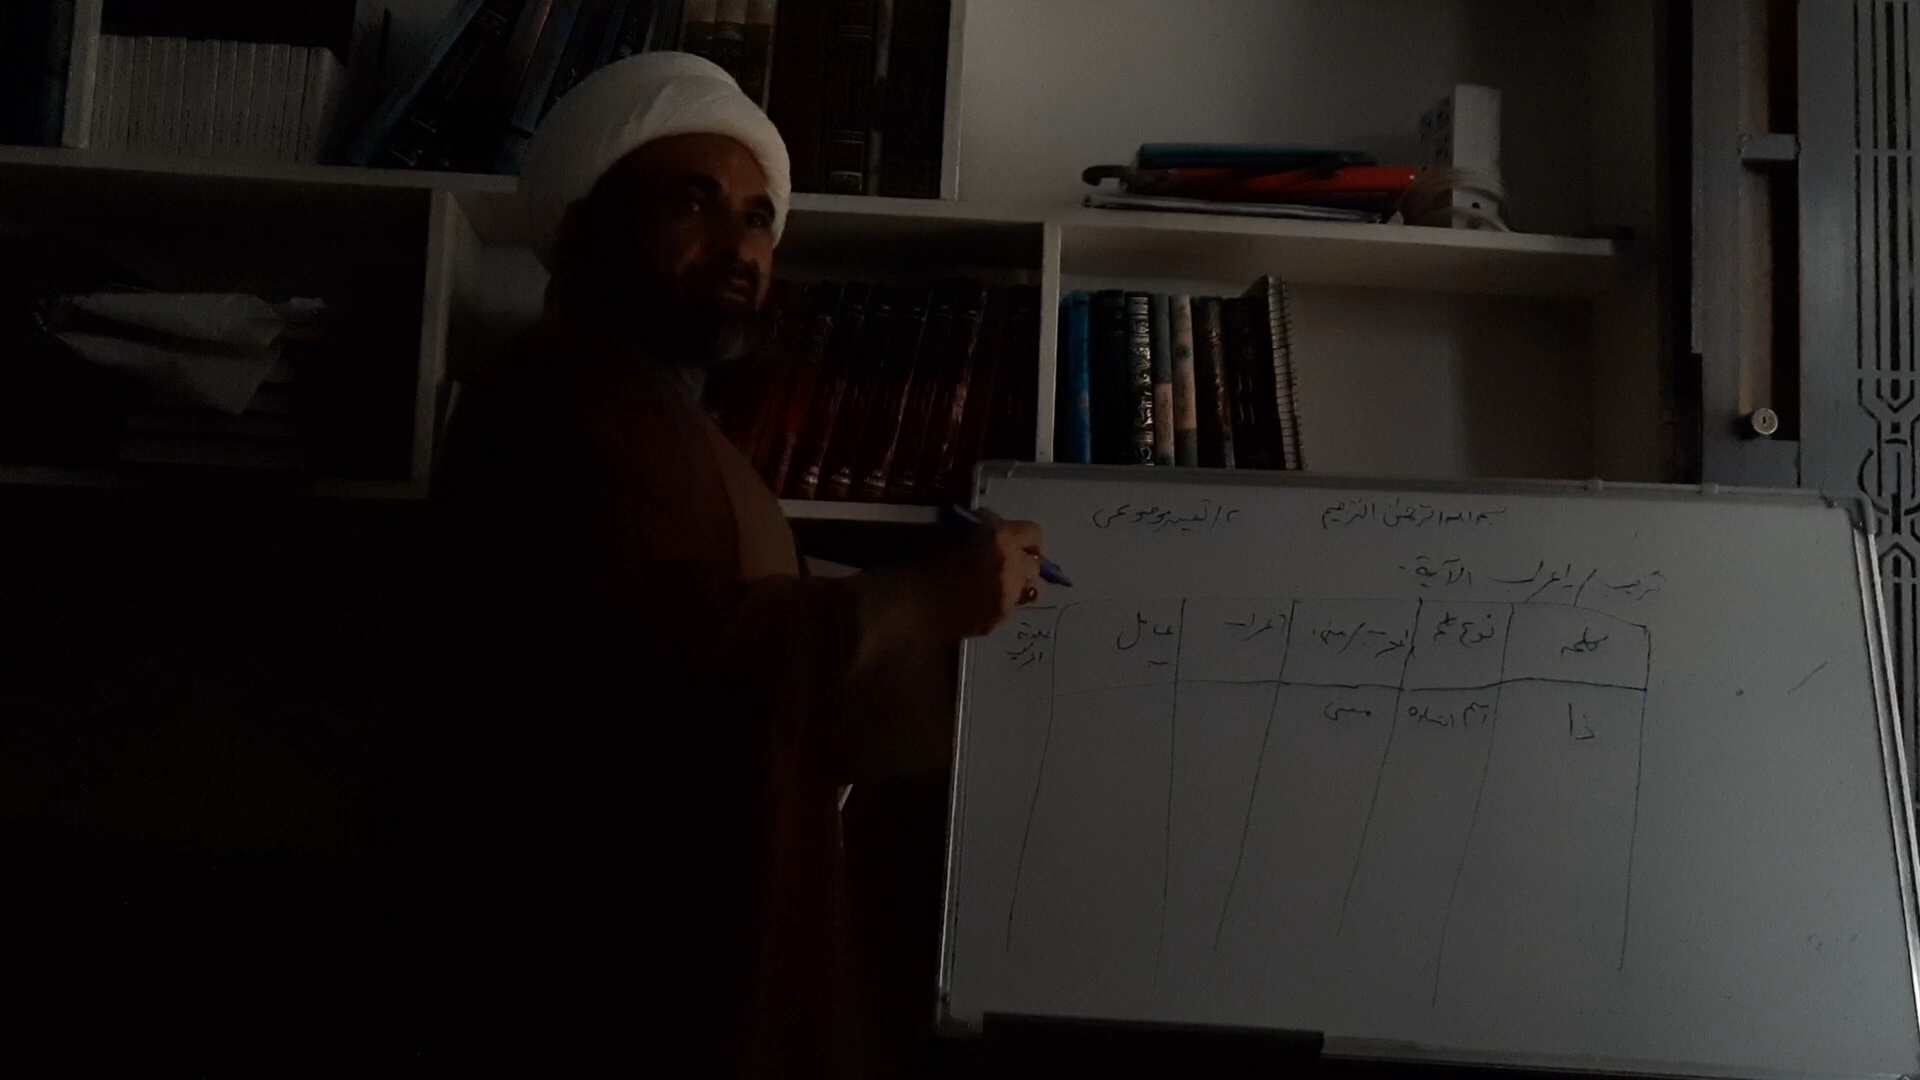 بسم الله الرحمن الرحیم
۲/ تفسیر موضوعی
اعراب الآیة
کلمه نوع کلمه معرب/مبنی اعراب عامل
ذا اسم اشاره مبنی